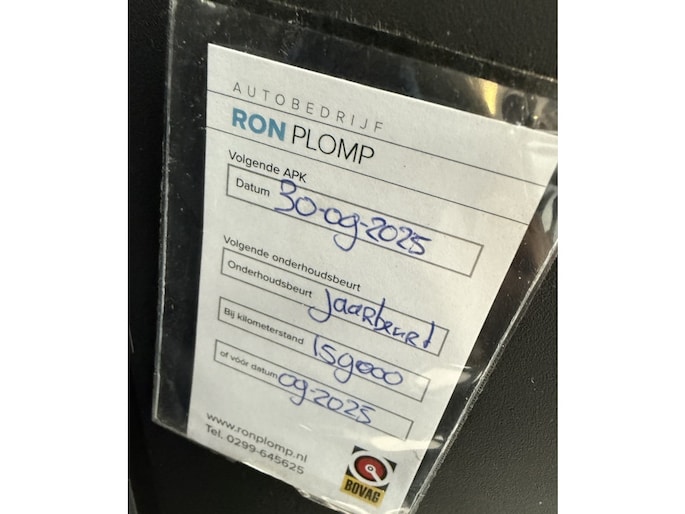 AUTOBEDRIJF
RON PLOMP
Volgende APK
Datum 30-09-2025
Volgende onderhoudsbeurt
Onderhoudsbeurt Jaarbeurt
Bij kilometerstand 159000
of vóór datum 09-2025
www.ronplomp.nl
Tel. 0299-645625
BOVAG